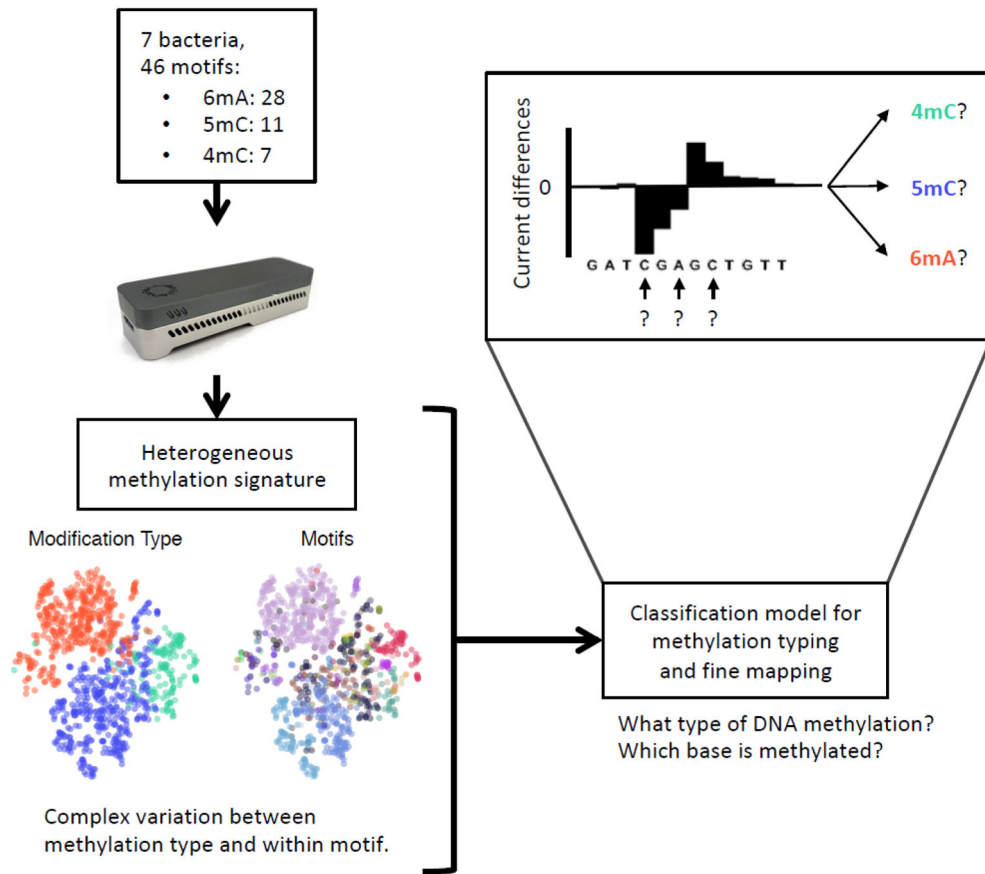 7 bacteria,
46 motifs:
• 6mA: 28
• 5mC: 11
• 4mC: 7
Heterogeneous
methylation signature
Modification Type
Motifs
Complex variation between
methylation type and within motif.
Current differences
0
G A T C G A G C T G T T
? ? ?
4mC?
5mC?
6mA?
Classification model for
methylation typing
and fine mapping
What type of DNA methylation?
Which base is methylated?